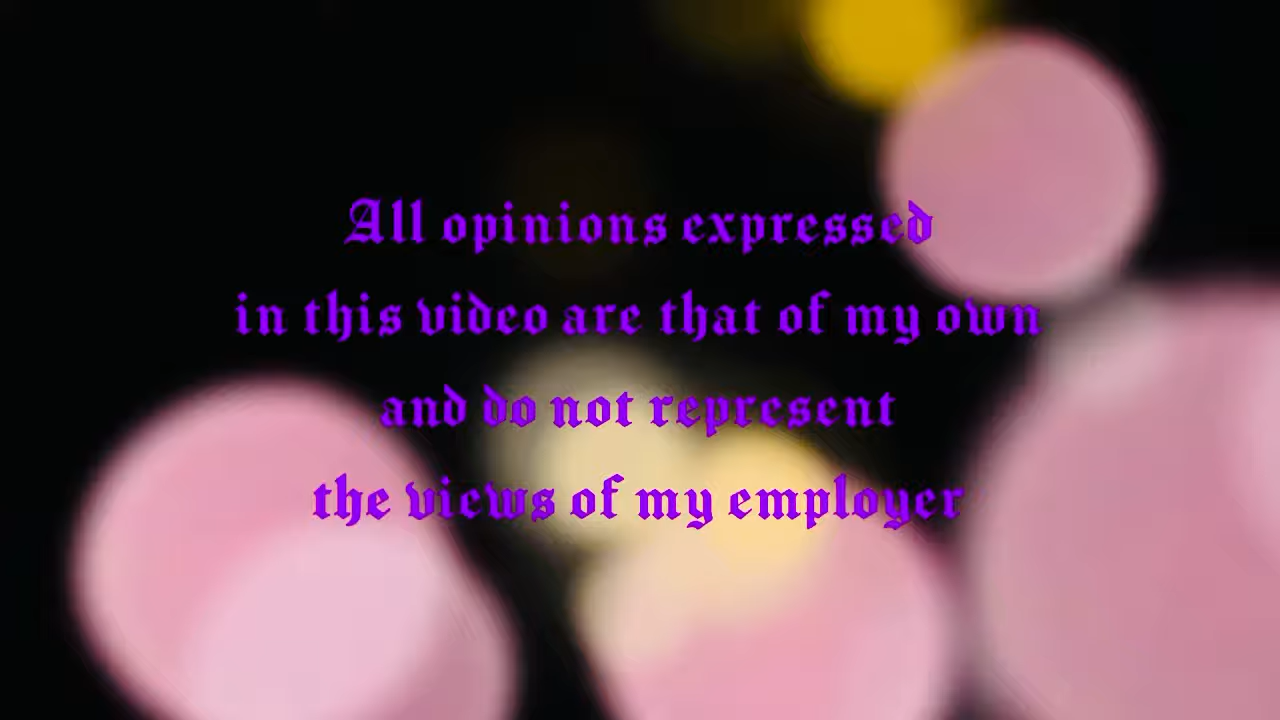 All opinions expressed
in this video are that of my own
and do not represent
the views of my employer